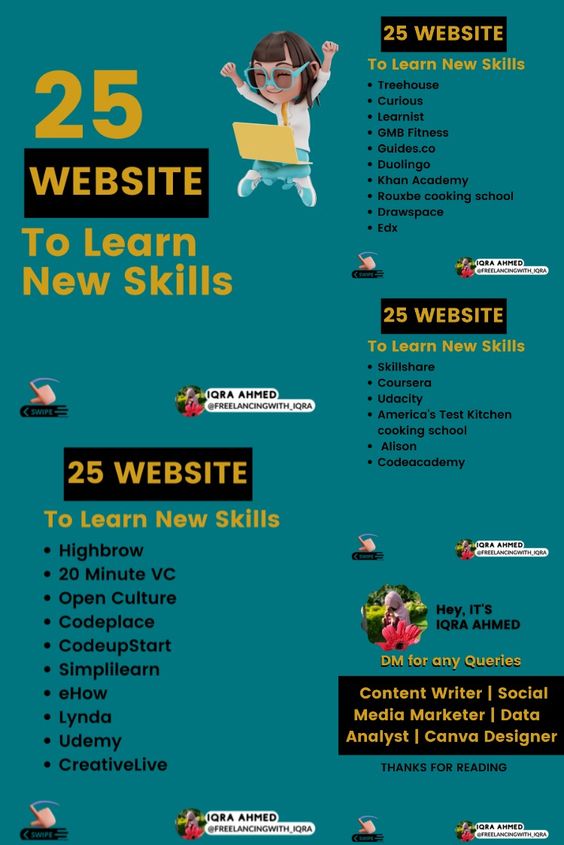 25
WEBSITE
To Learn
New Skills
SWIPE
IQRA AHMED
@FREELANCINGWITH_IQRA
25 WEBSITE
To Learn New Skills
• Treehouse
• Curious
• Learnist
• GMB Fitness
• Guides.co
• Duolingo
• Khan Academy
• Rouxbe cooking school
• Drawspace
• Edx
SWIPE
IQRA AHMED
@FREELANCINGWITH_IQRA
25 WEBSITE
To Learn New Skills
• Skillshare
• Coursera
• Udacity
• America's Test Kitchen
cooking school
• Alison
• Codeacademy
SWIPE
IQRA AHMED
@FREELANCINGWITH_IQRA
25 WEBSITE
To Learn New Skills
• Highbrow
• 20 Minute VC
• Open Culture
• Codeplace
• CodeupStart
• Simplilearn
• eHow
• Lynda
• Udemy
• CreativeLive
SWIPE
IQRA AHMED
@FREELANCINGWITH_IQRA
Hey, IT'S
IQRA AHMED
DM for any Queries
Content Writer | Social
Media Marketer | Data
Analyst | Canva Designer
THANKS FOR READING
SWIPE
IQRA AHMED
@FREELANCINGWITH_IQRA